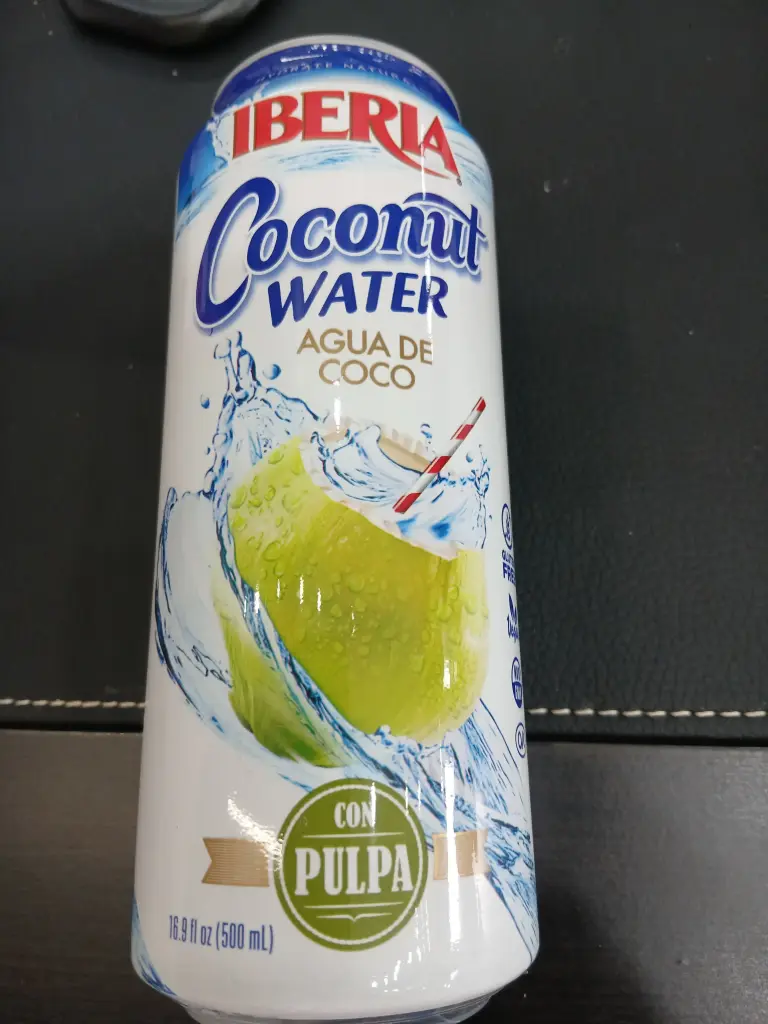 IBERIA
Coconut
WATER
AGUA DE
COCO
CON
PULPA
16.9 fl oz (500 mL)